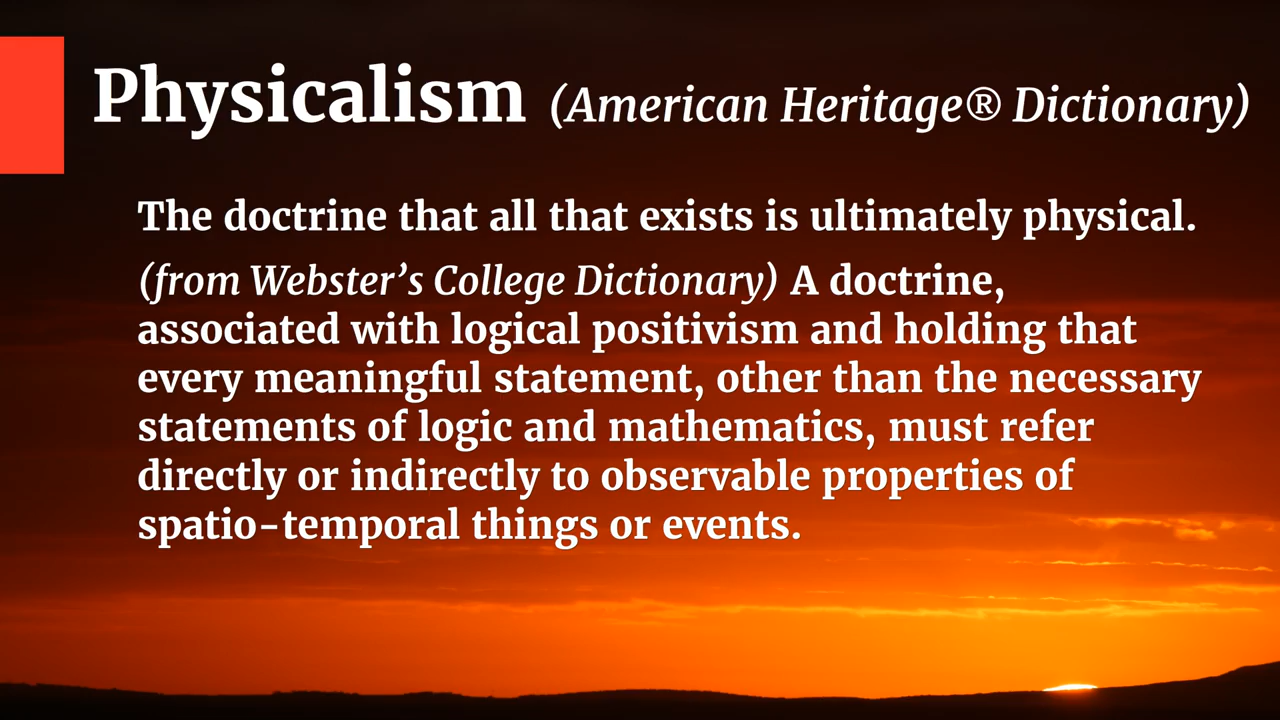 Physicalism (American Heritage® Dictionary)
The doctrine that all that exists is ultimately physical.
(from Webster’s College Dictionary) A doctrine,
associated with logical positivism and holding that
every meaningful statement, other than the necessary
statements of logic and mathematics, must refer
directly or indirectly to observable properties of
spatio-temporal things or events.